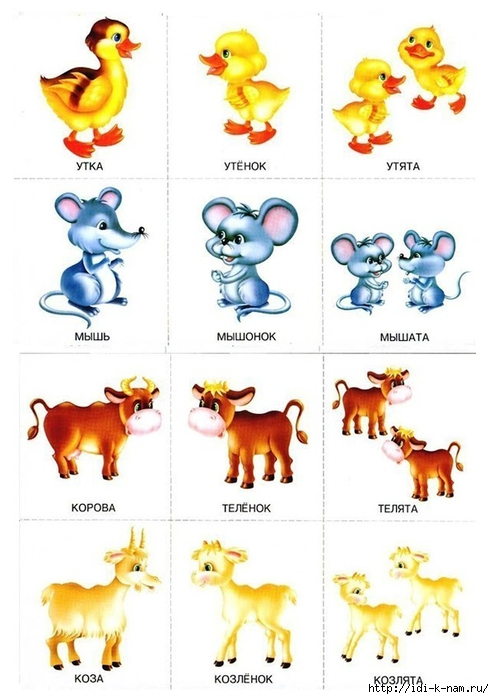 УТКА
УТЁНОК
УТЯТА
МЫШЬ
МЫШОНОК
МЫШАТА
КОРОВА
ТЕЛЁНОК
ТЕЛЯТА
КОЗА
КОЗЛЁНОК
КОЗЛЯТА
http://idi-k-nam.ru/